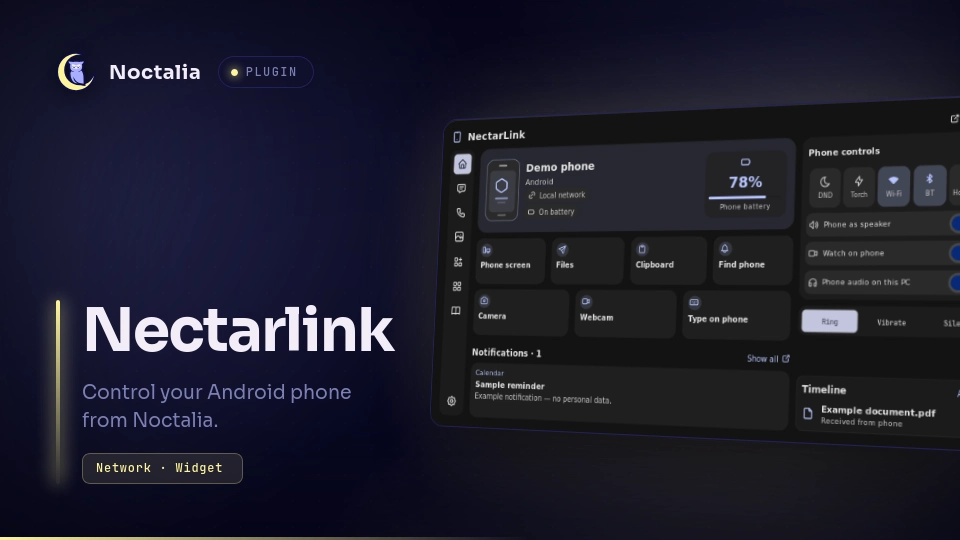 Noctalia
PLUGIN
Nectarlink
Control your Android phone
from Noctalia.
Network · Widget
NectarLink
Demo phone
Android
Local network
On battery
78%
Phone battery
Phone screen
Files
Clipboard
Find phone
Camera
Webcam
Type on phone
Notifications · 1
Show all
Calendar
Sample reminder
Example notification — no personal data.
Phone controls
DND
Torch
Wi-Fi
BT
Phone as speaker
Watch on phone
Phone audio on this PC
Ring
Vibrate
Timeline
Example document.pdf
Received from phone